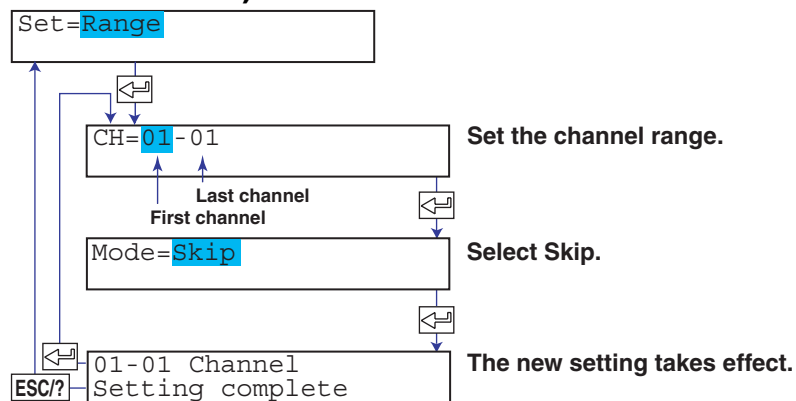 Set=Range
CH=01-01
Set the channel range.
Last channel
First channel
Mode=Skip
Select Skip.
01-01 Channel
Setting complete
The new setting takes effect.
ESC/?